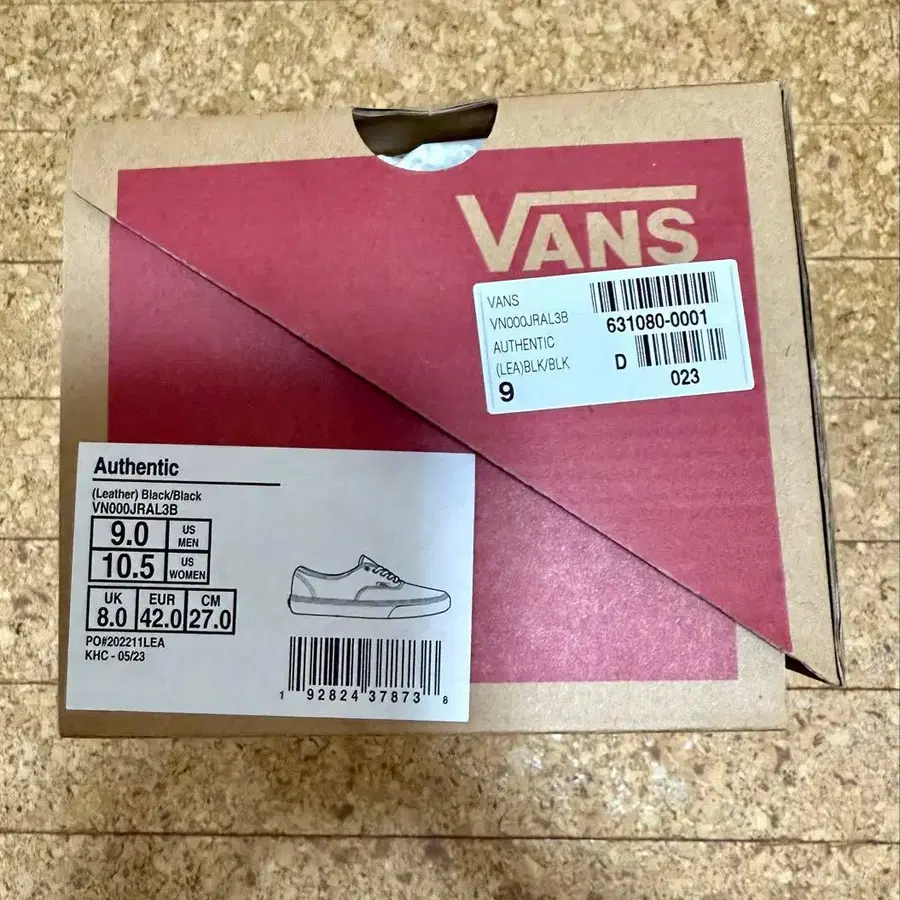 VANS
VANS
VN000JRAL3B
AUTHENTIC
(LEA)BLK/BLK
9
631080-0001
D
023
Authentic
(Leather) Black/Black
VN000JRAL3B
9.0 US MEN
10.5 US WOMEN
UK EUR CM
8.0 42.0 27.0
PO#202211LEA
KHC - 05/23
1 92824 37873 8